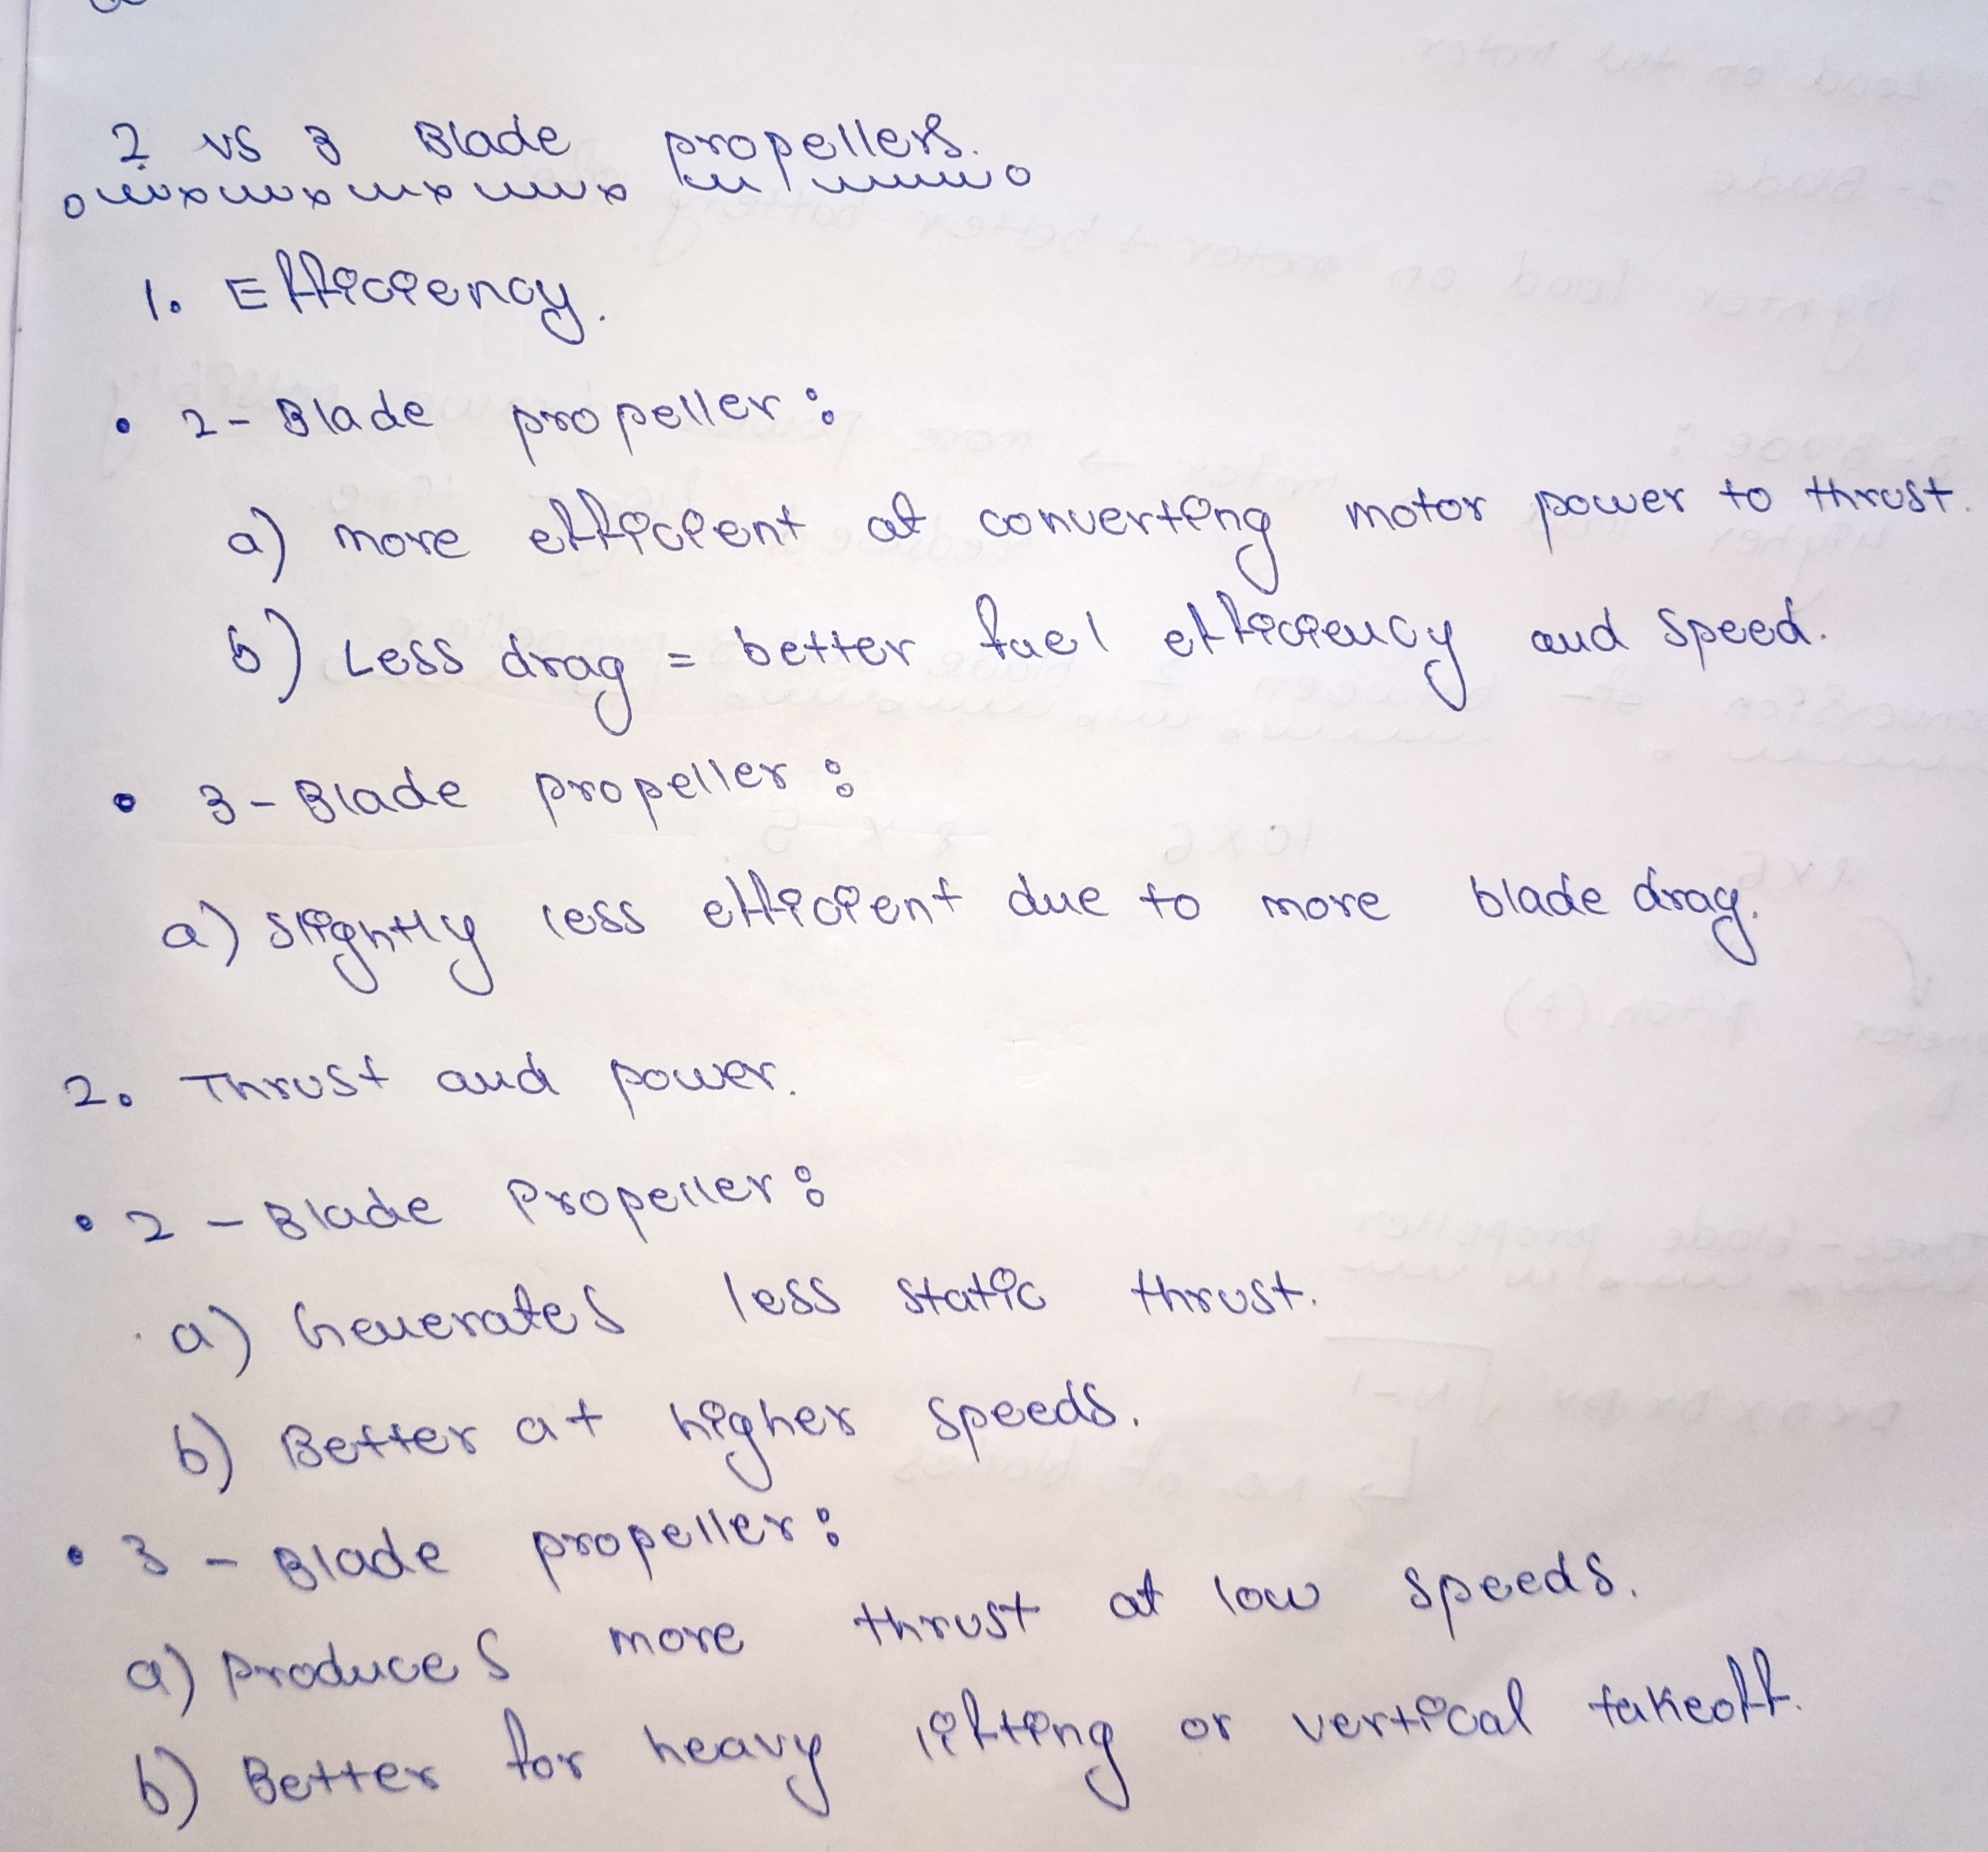 2 vs 3 Blade propellers.
1. Efficiency.
• 2 - Blade propeller :
a) more efficient at converting motor power to thrust.
b) Less drag = better fuel efficiency and speed.
• 3 - Blade propeller :
a) slightly less efficient due to more blade drag.
2. Thrust and power.
• 2 - Blade Propeller :
a) Generates less static thrust.
b) Better at higher speeds.
• 3 - Blade propeller :
a) produces more thrust at low speeds.
b) Better for heavy lifting or vertical takeoff.